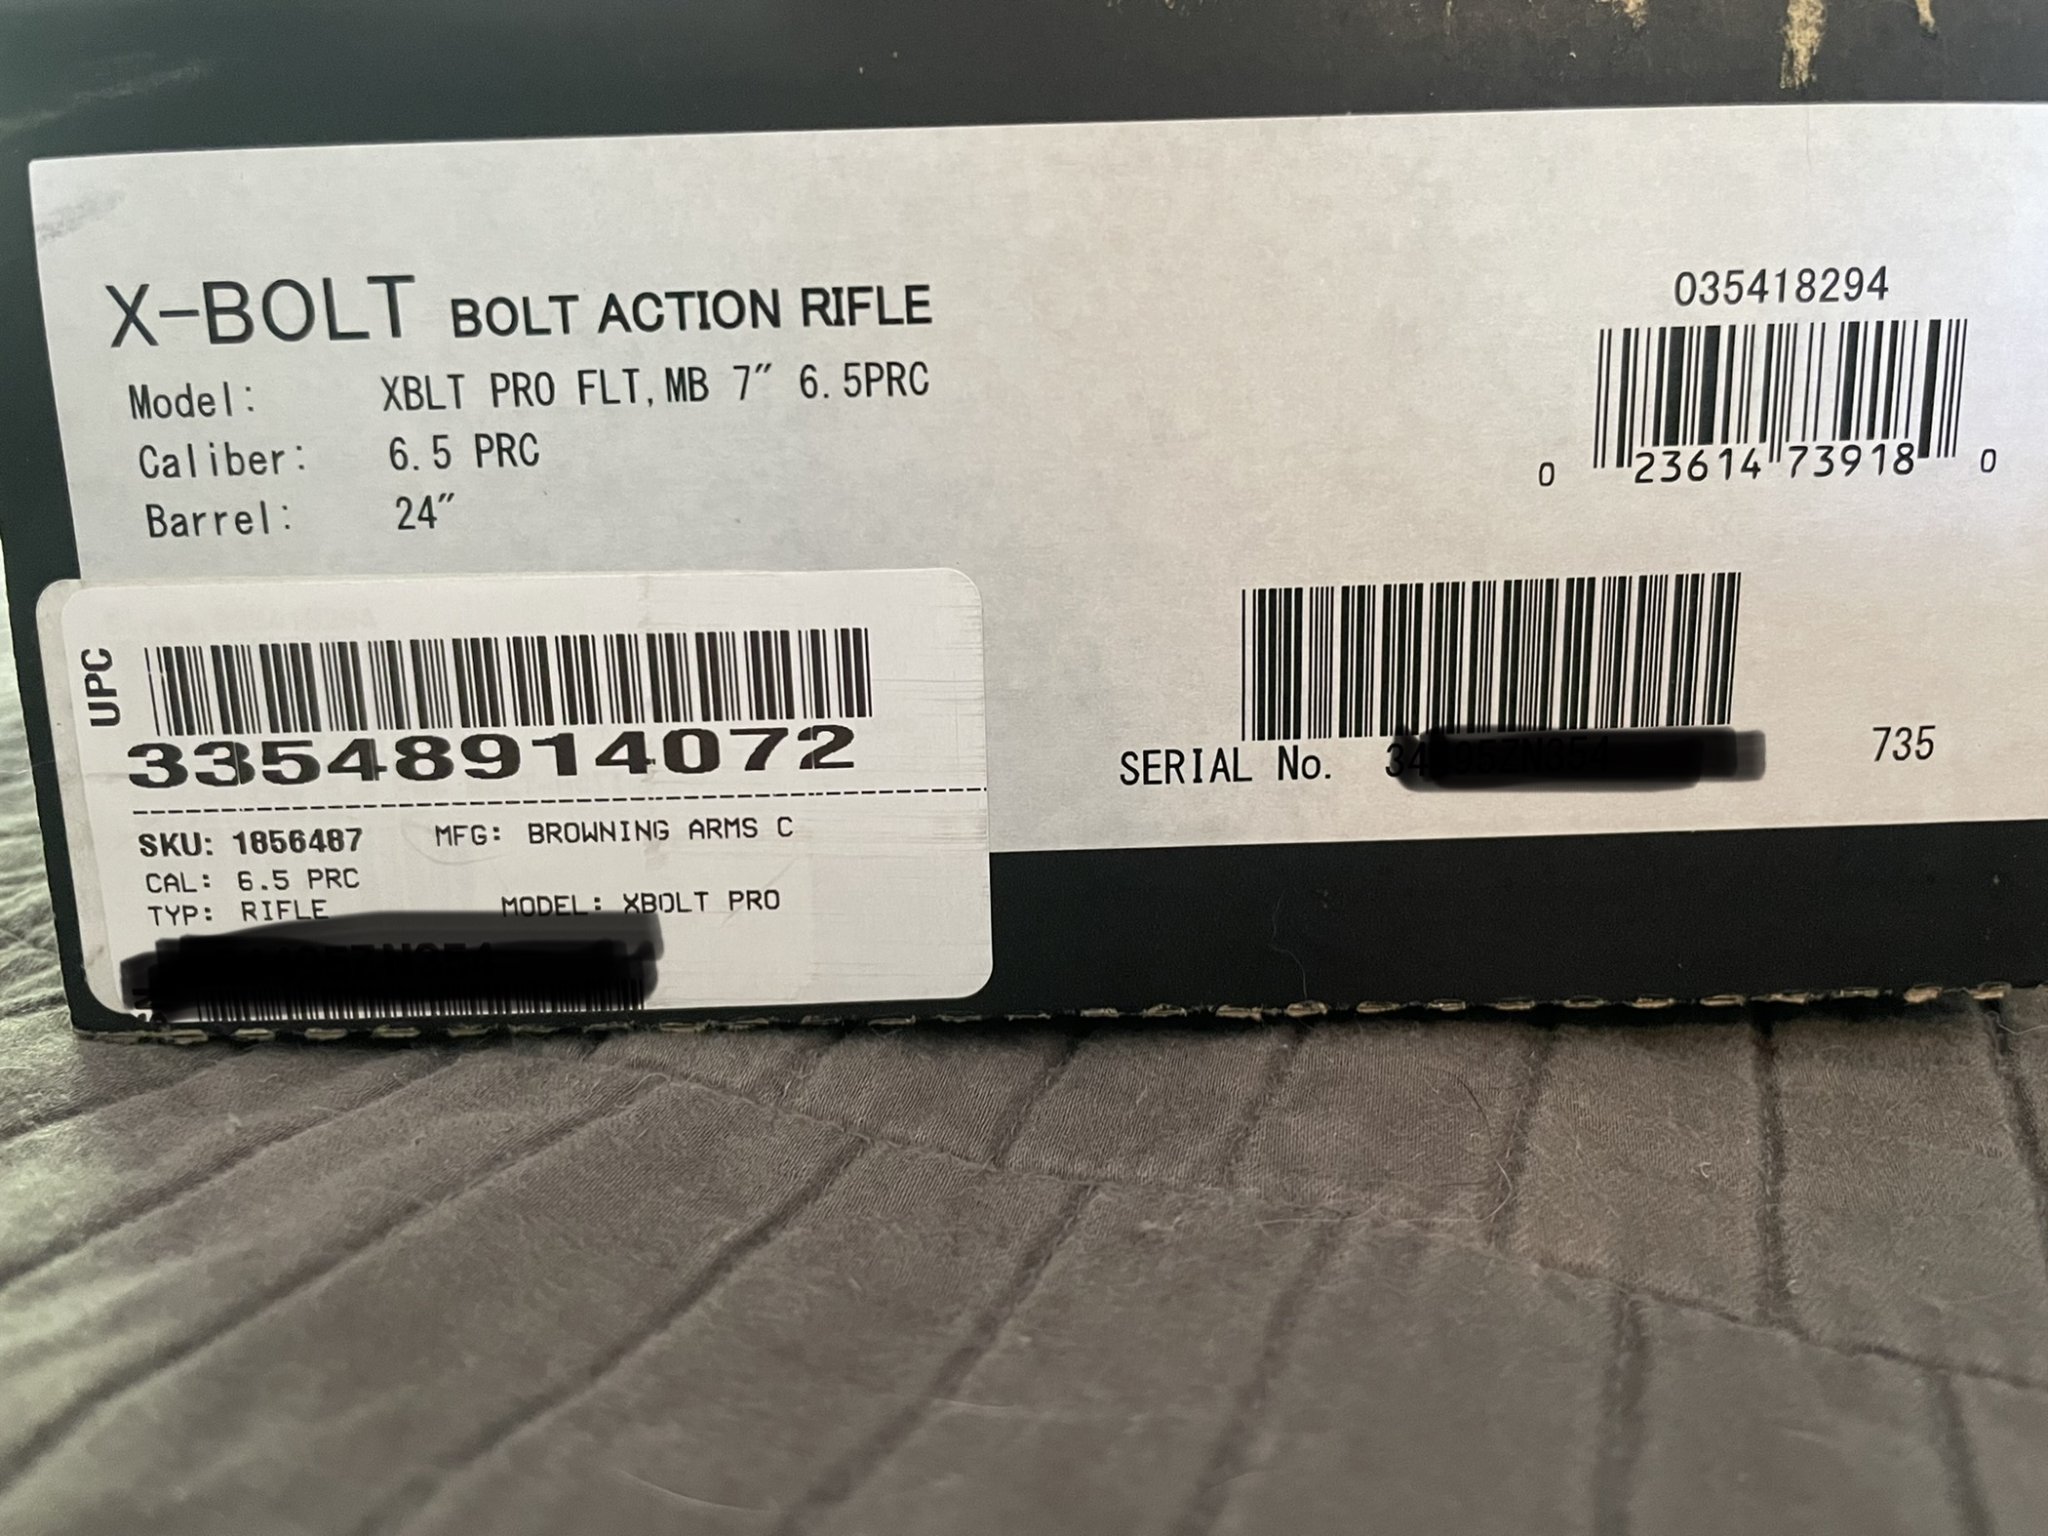 X-BOLT BOLT ACTION RIFLE
Model: XBLT PRO FLT,MB 7" 6.5PRC
Caliber: 6.5 PRC
Barrel: 24"
035418294
0 23614 73918 0
SERIAL No.
735
UPC
33548914072
SKU: 1856487 MFG: BROWNING ARMS C
CAL: 6.5 PRC
TYP: RIFLE MODEL: XBOLT PRO